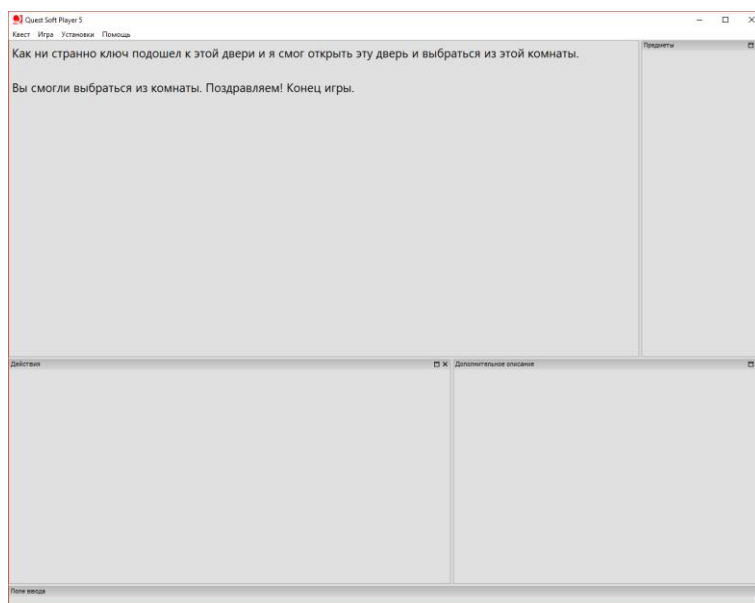 Quest Soft Player 5
Квест Игра Установки Помощь
Как ни странно ключ подошел к этой двери и я смог открыть эту дверь и выбраться из этой комнаты.
Вы смогли выбраться из комнаты. Поздравляем! Конец игры.
Предметы
Действия
Дополнительное описание
Поле ввода